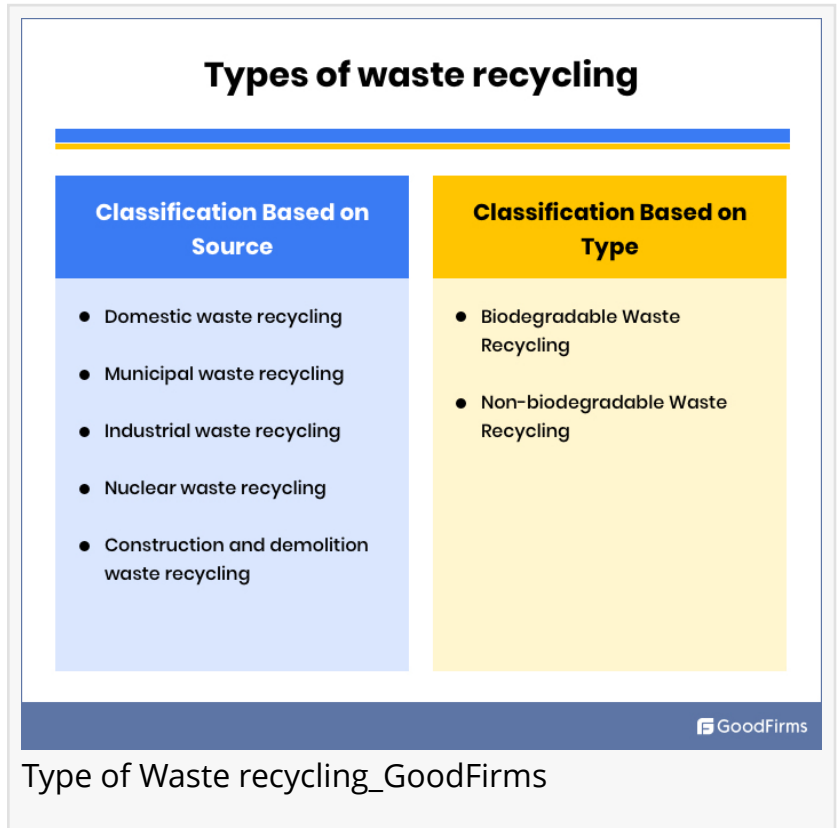 Types of waste recycling
Classification Based on
Source
Domestic waste recycling
Municipal waste recycling
Industrial waste recycling
Nuclear waste recycling
Construction and demolition
waste recycling
Classification Based on
Type
Biodegradable Waste
Recycling
Non-biodegradable Waste
Recycling
GoodFirms
Type of Waste recycling_GoodFirms